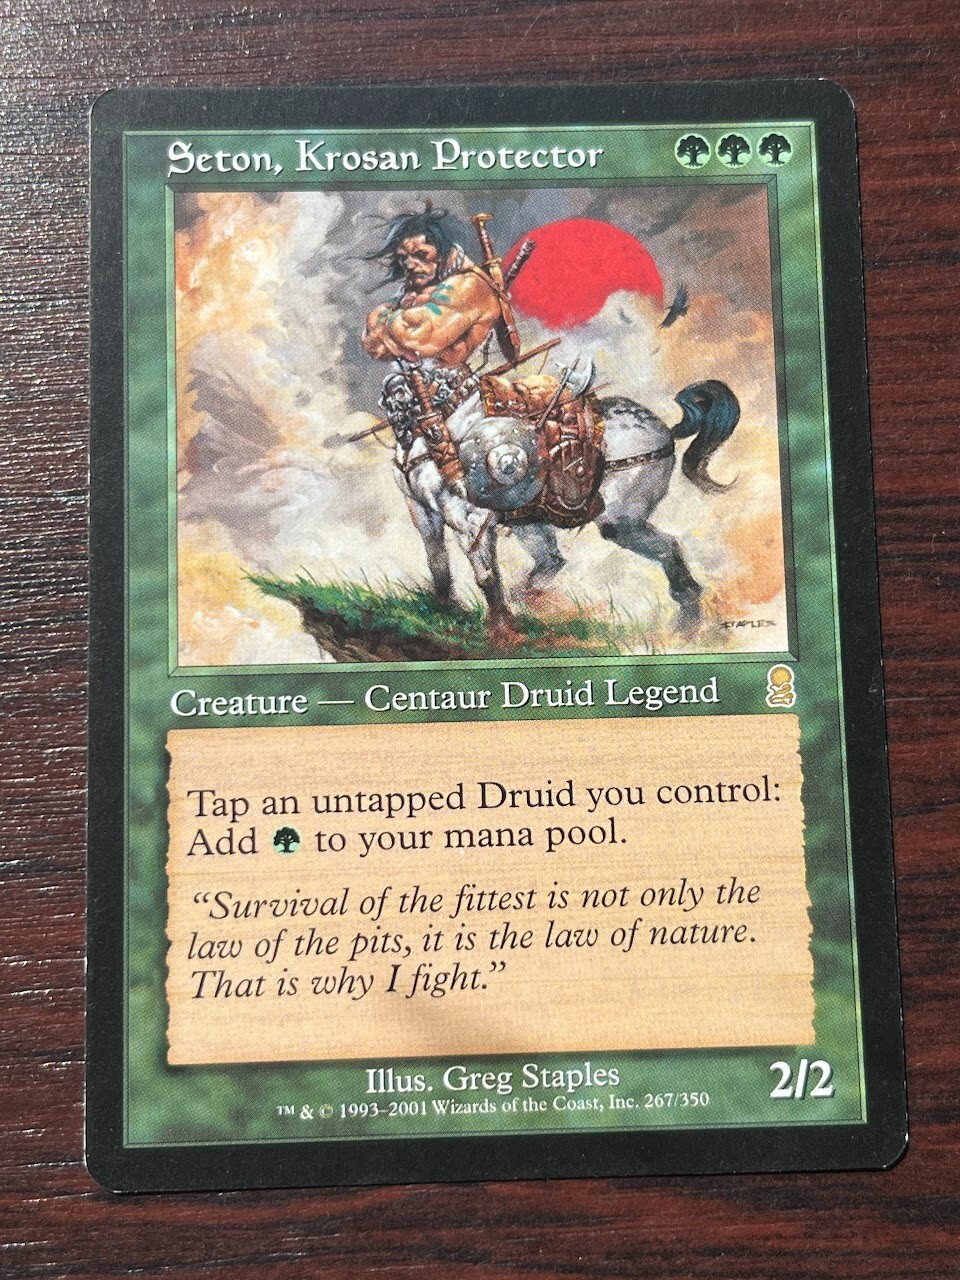 Seton, Krosan Protector
STAPLES
Creature — Centaur Druid Legend
Tap an untapped Druid you control:
Add to your mana pool.
“Survival of the fittest is not only the
law of the pits, it is the law of nature.
That is why I fight.”
Illus. Greg Staples
2/2
™ & © 1993–2001 Wizards of the Coast, Inc. 267/350